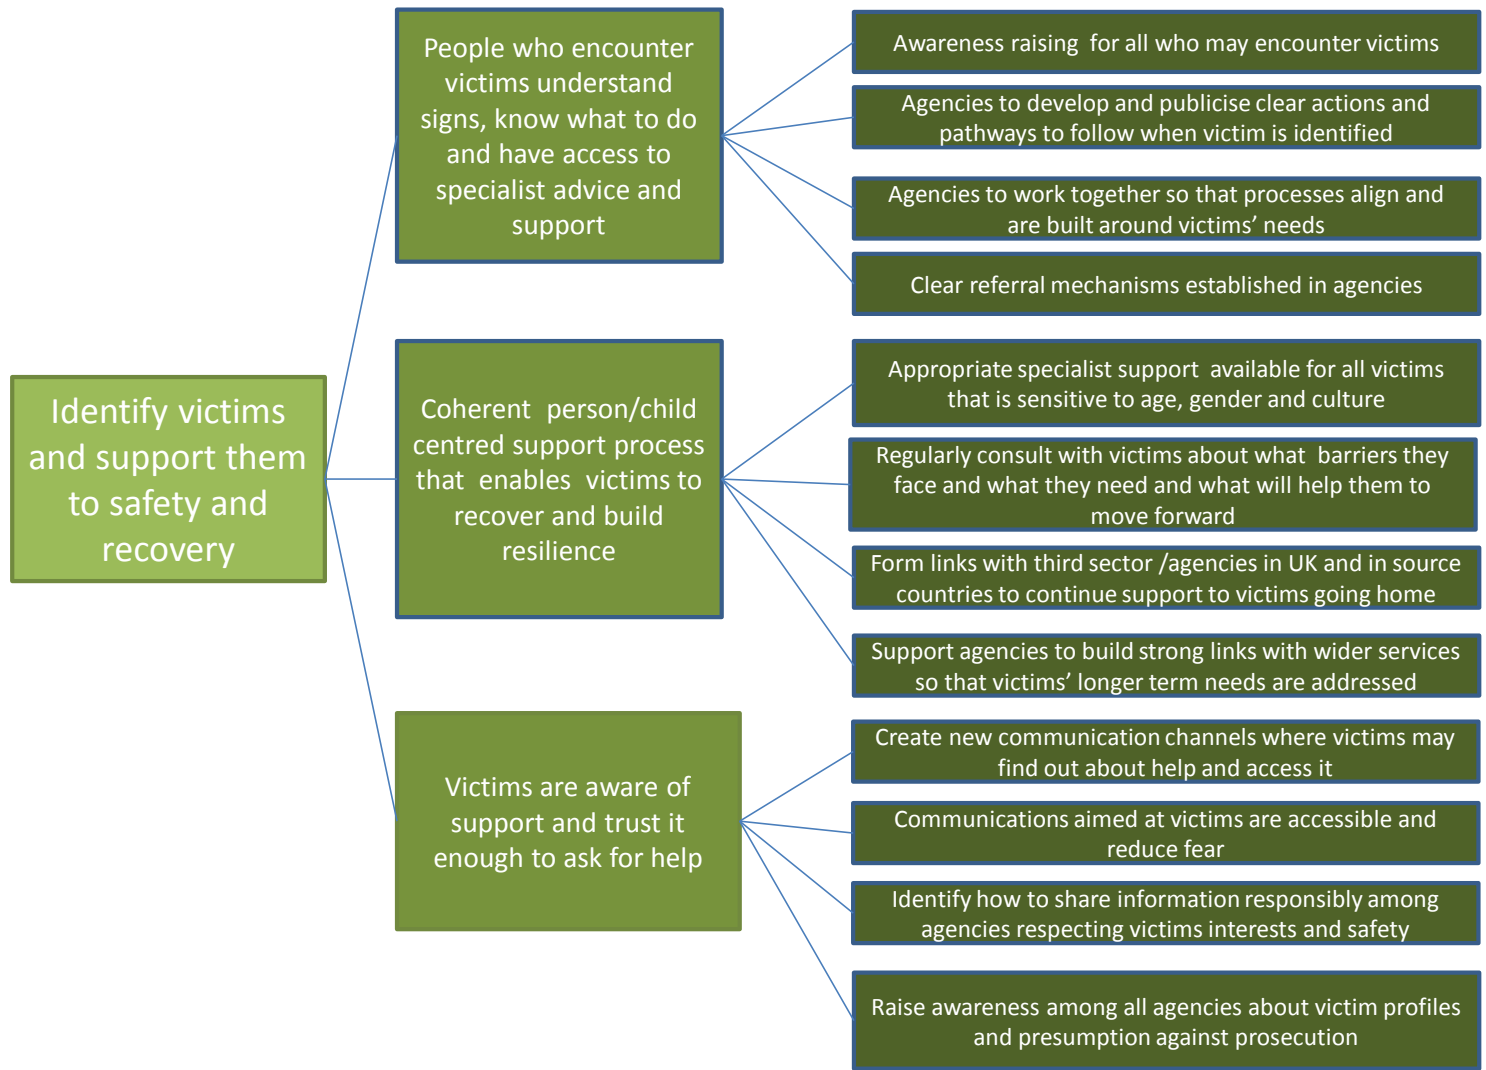 Identify victims
and support them
to safety and
recovery
People who encounter
victims understand
signs, know what to do
and have access to
specialist advice and
support
Awareness raising for all who may encounter victims
Agencies to develop and publicise clear actions and
pathways to follow when victim is identified
Agencies to work together so that processes align and
are built around victims’ needs
Clear referral mechanisms established in agencies
Coherent person/child
centred support process
that enables victims to
recover and build
resilience
Appropriate specialist support available for all victims
that is sensitive to age, gender and culture
Regularly consult with victims about what barriers they
face and what they need and what will help them to
move forward
Form links with third sector /agencies in UK and in source
countries to continue support to victims going home
Support agencies to build strong links with wider services
so that victims’ longer term needs are addressed
Victims are aware of
support and trust it
enough to ask for help
Create new communication channels where victims may
find out about help and access it
Communications aimed at victims are accessible and
reduce fear
Identify how to share information responsibly among
agencies respecting victims interests and safety
Raise awareness among all agencies about victim profiles
and presumption against prosecution